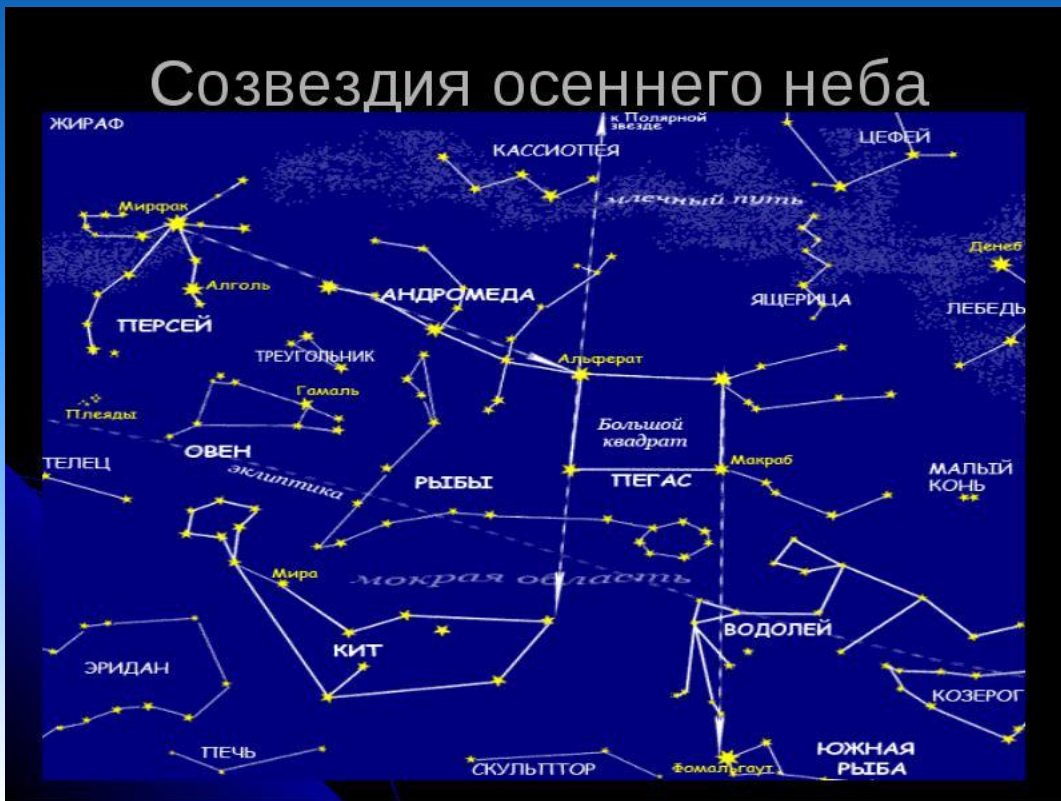 Созвездия осеннего неба
ЖИРАФ
к Полярной
звезде
ЦЕФЕЙ
КАССИОПЕЯ
Млечный путь
Мирфак
Денеб
Алголь
АНДРОМЕДА
ЯЩЕРИЦА
ЛЕБЕДЬ
ПЕРСЕЙ
ТРЕУГОЛЬНИК
Альферат
Гамаль
Плеяды
Большой
квадрат
ОВЕН
Макраб
ТЕЛЕЦ
эклиптика
РЫБЫ
ПЕГАС
МАЛЫЙ
КОНЬ
Мира
мокрая область
ВОДОЛЕЙ
КИТ
ЭРИДАН
КОЗЕРОГ
ПЕЧЬ
СКУЛЬПТОР
Фомальгаут
ЮЖНАЯ
РЫБА